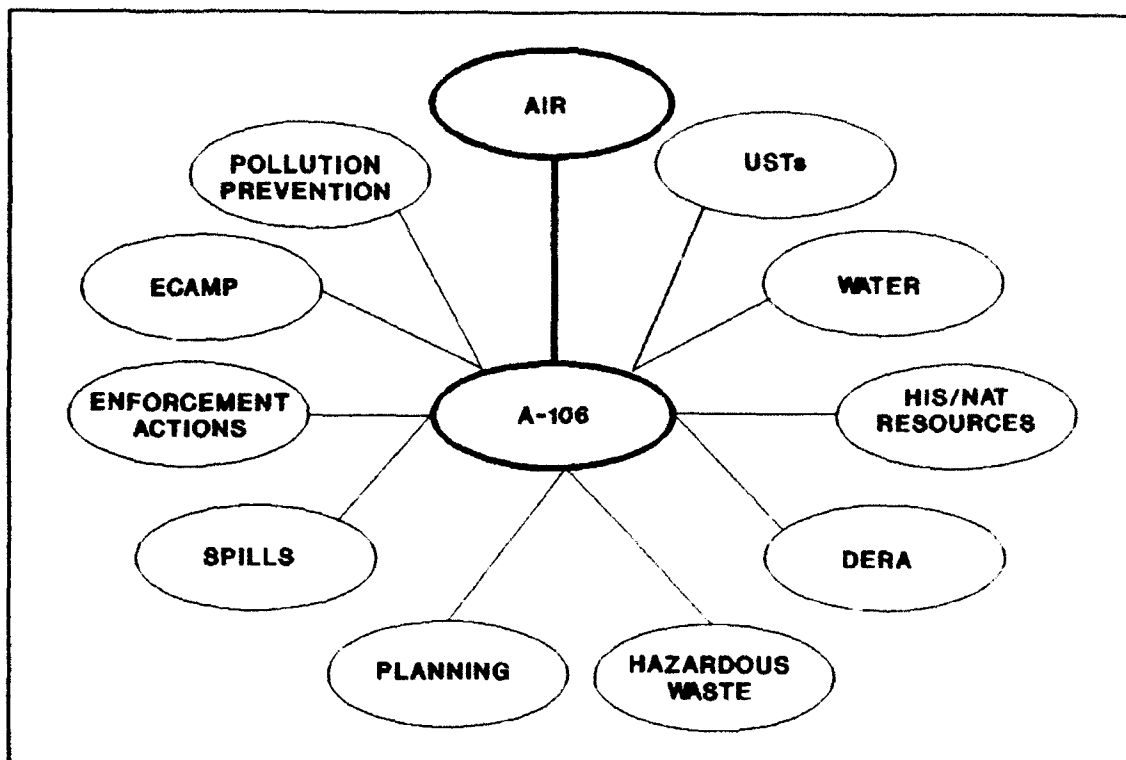 AIR
POLLUTION
PREVENTION
USTs
ECAMP
WATER
ENFORCEMENT
ACTIONS
A-106
HIS/NAT
RESOURCES
SPILLS
DERA
PLANNING
HAZARDOUS
WASTE